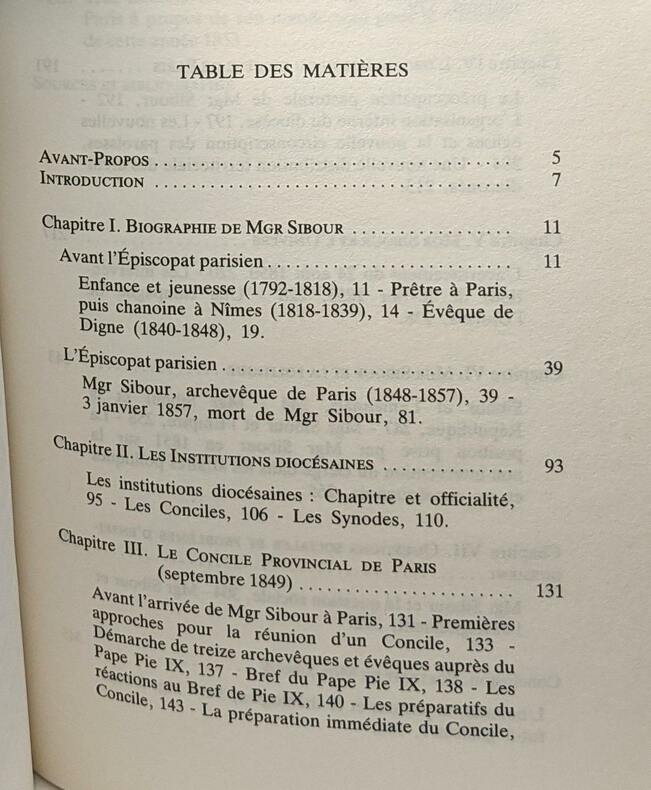 TABLE DES MATIÈRES
AVANT-PROPOS ........................................ 5
INTRODUCTION ........................................ 7
Chapitre I. BIOGRAPHIE DE MGR SIBOUR ................ 11
Avant l'Épiscopat parisien ......................... 11
Enfance et jeunesse (1792-1818), 11 - Prêtre à Paris,
puis chanoine à Nîmes (1818-1839), 14 - Évêque de
Digne (1840-1848), 19.
L'Épiscopat parisien ............................... 39
Mgr Sibour, archevêque de Paris (1848-1857), 39 -
3 janvier 1857, mort de Mgr Sibour, 81.
Chapitre II. LES INSTITUTIONS DIOCÉSAINES .............. 93
Les institutions diocésaines : Chapitre et officialité,
95 - Les Conciles, 106 - Les Synodes, 110.
Chapitre III. LE CONCILE PROVINCIAL DE PARIS
(septembre 1849) ....................... 131
Avant l'arrivée de Mgr Sibour à Paris, 131 - Premières
approches pour la réunion d'un Concile, 133 -
Démarche de treize archevêques et évêques auprès du
Pape Pie IX, 137 - Bref du Pape Pie IX, 138 - Les
réactions au Bref de Pie IX, 140 - Les préparatifs du
Concile, 143 - La préparation immédiate du Concile,